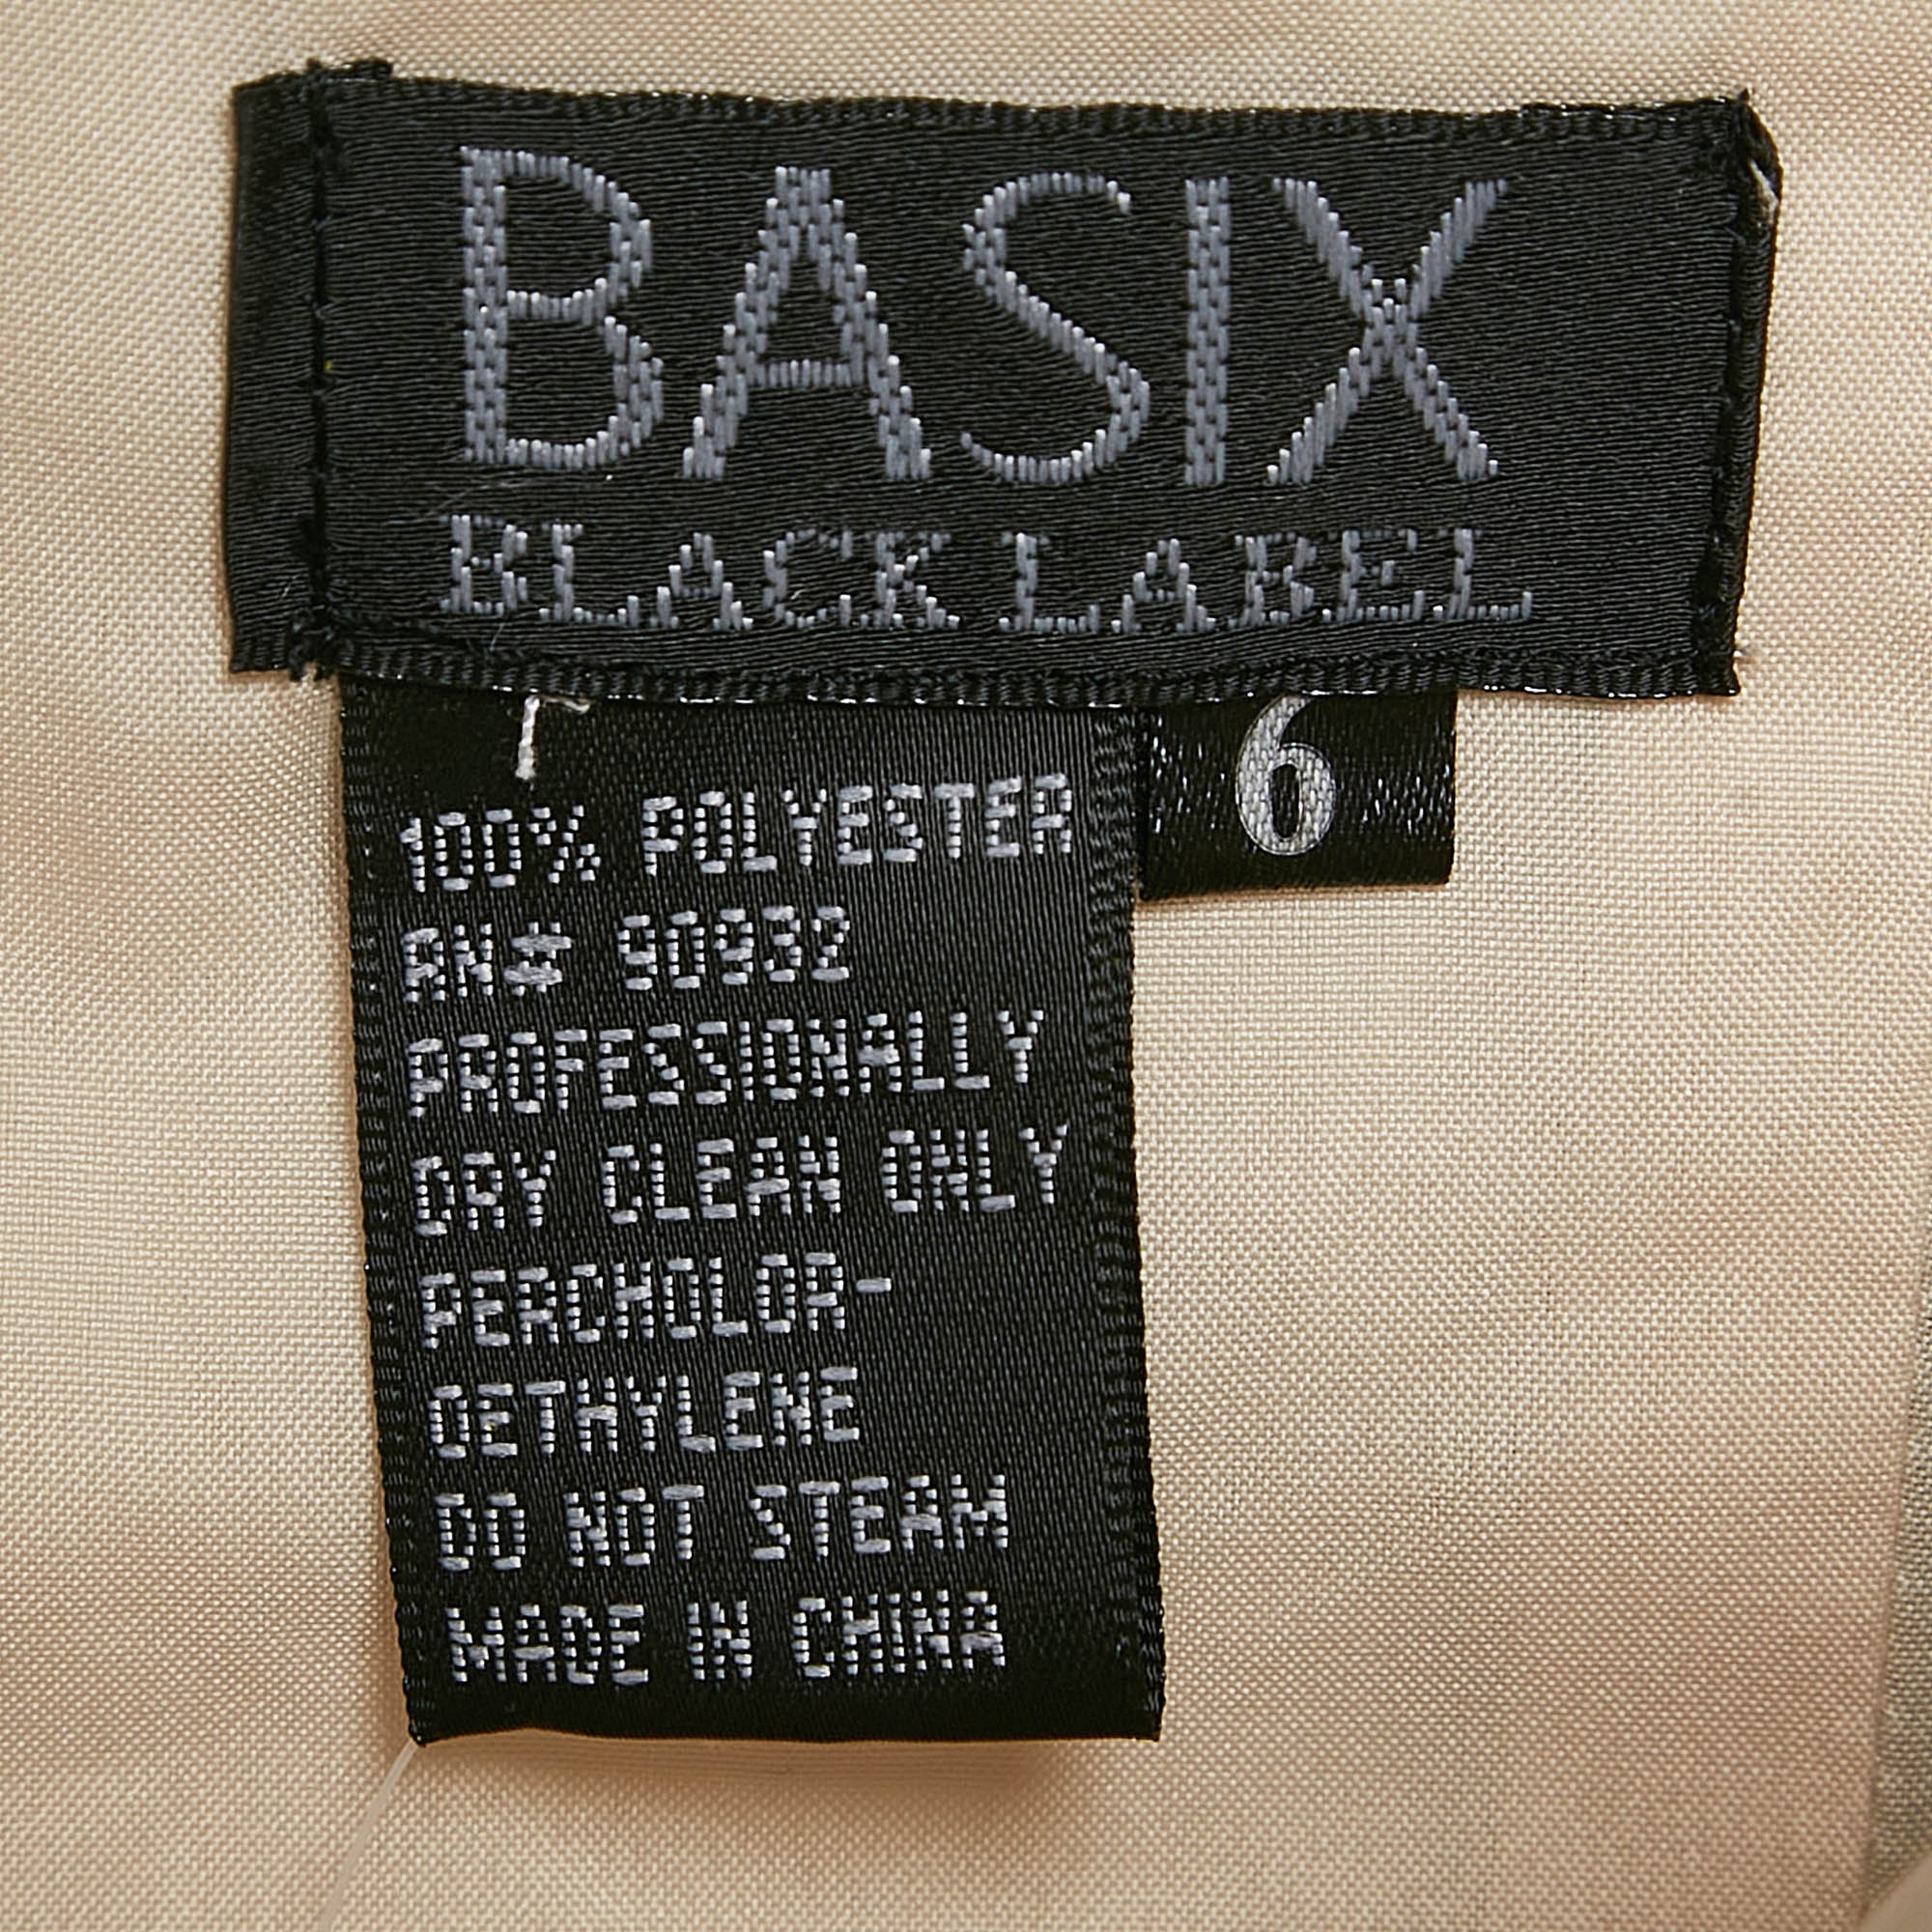 BASIX
BLACK LABEL
6
100% POLYESTER
RN# 90932
PROFESSIONALLY
DRY CLEAN ONLY
PERCHOLOR-
OETHYLENE
DO NOT STEAM
MADE IN CHINA